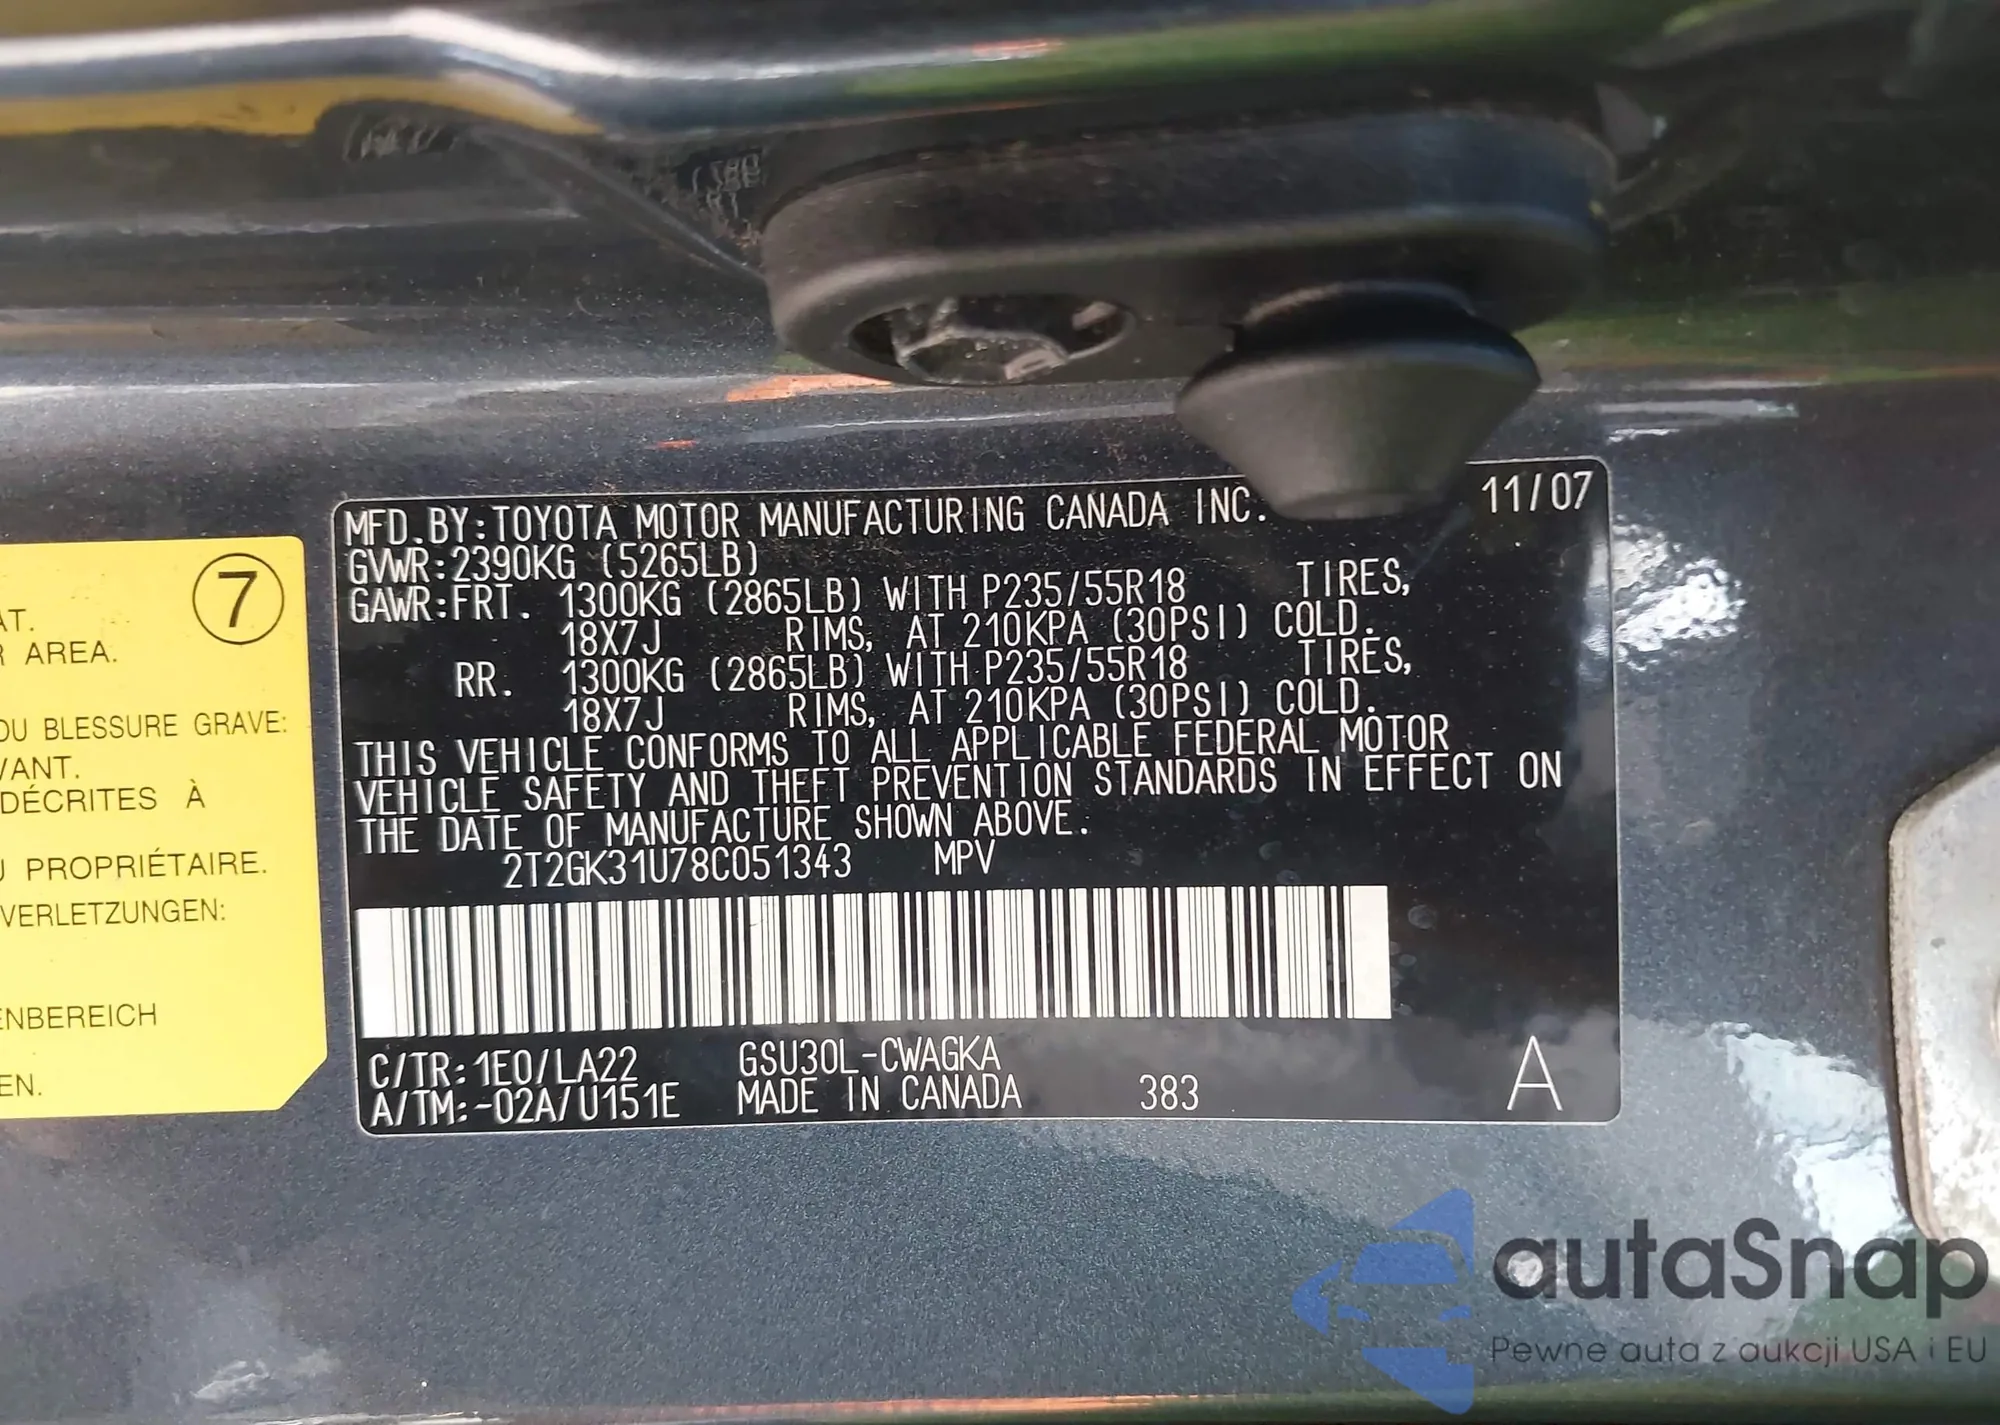 AT.
R AREA.
7
OU BLESSURE GRAVE:
VANT.
DÉCRITES À
U PROPRIÉTAIRE.
VERLETZUNGEN:
ENBEREICH
EN.
MFD.BY:TOYOTA MOTOR MANUFACTURING CANADA INC. 11/07
GVWR:2390KG (5265LB)
GAWR:FRT. 1300KG (2865LB) WITH P235/55R18 TIRES,
18X7J RIMS, AT 210KPA (30PSI) COLD.
RR. 1300KG (2865LB) WITH P235/55R18 TIRES,
18X7J RIMS, AT 210KPA (30PSI) COLD.
THIS VEHICLE CONFORMS TO ALL APPLICABLE FEDERAL MOTOR
VEHICLE SAFETY AND THEFT PREVENTION STANDARDS IN EFFECT ON
THE DATE OF MANUFACTURE SHOWN ABOVE.
2T2GK31U78C051343 MPV
C/TR:1E0/LA22 GSU30L-CWAGKA
A/TM:-02A/U151E MADE IN CANADA 383 A
autaSnap
Pewne auta z aukcji USA i EU